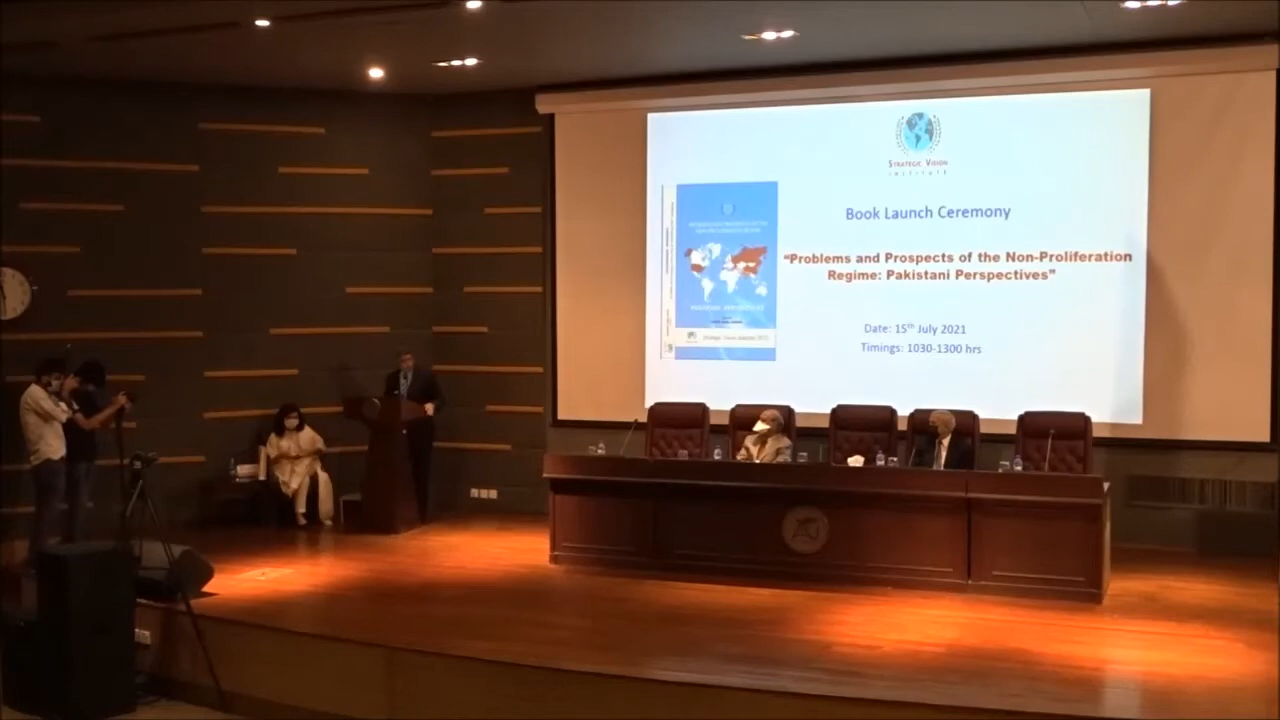 STRATEGIC VISION
institute
Book Launch Ceremony
"Problems and Prospects of the Non-Proliferation
Regime: Pakistani Perspectives"
Date: 15th July 2021
Timings: 1030-1300 hrs